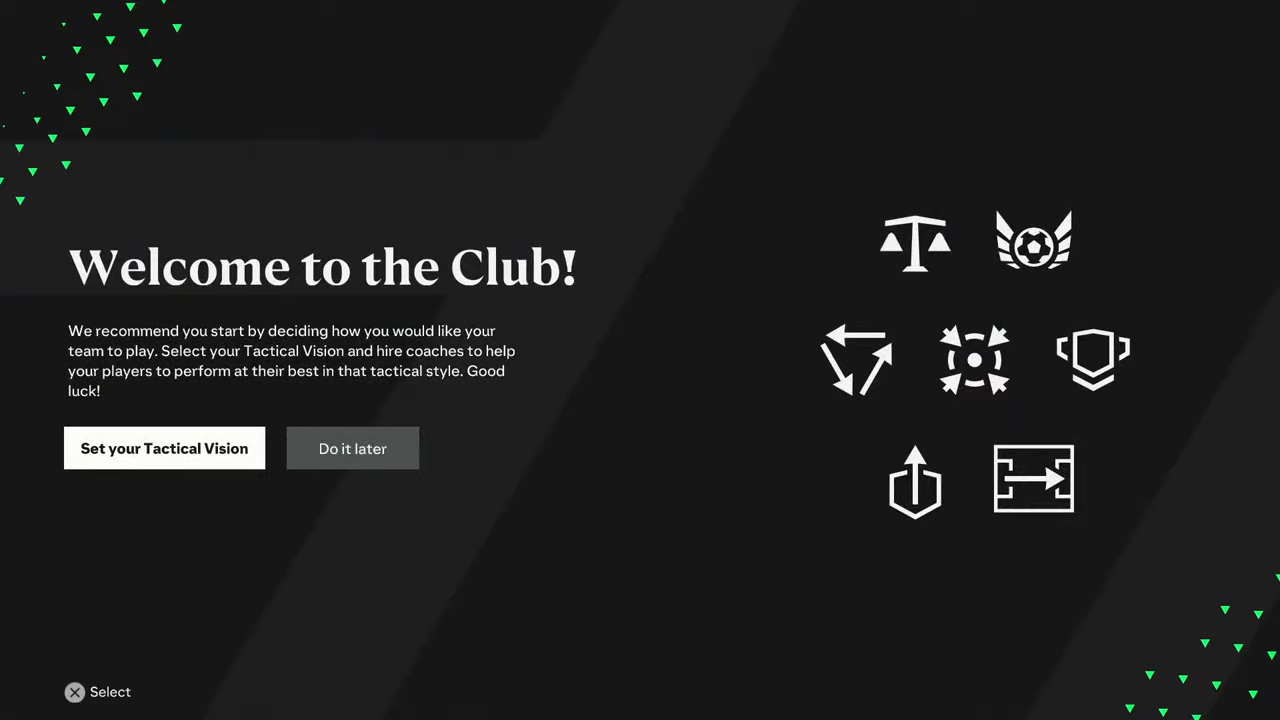 Welcome to the Club!
We recommend you start by deciding how you would like your
team to play. Select your Tactical Vision and hire coaches to help
your players to perform at their best in that tactical style. Good
luck!
Set your Tactical Vision
Do it later
Select